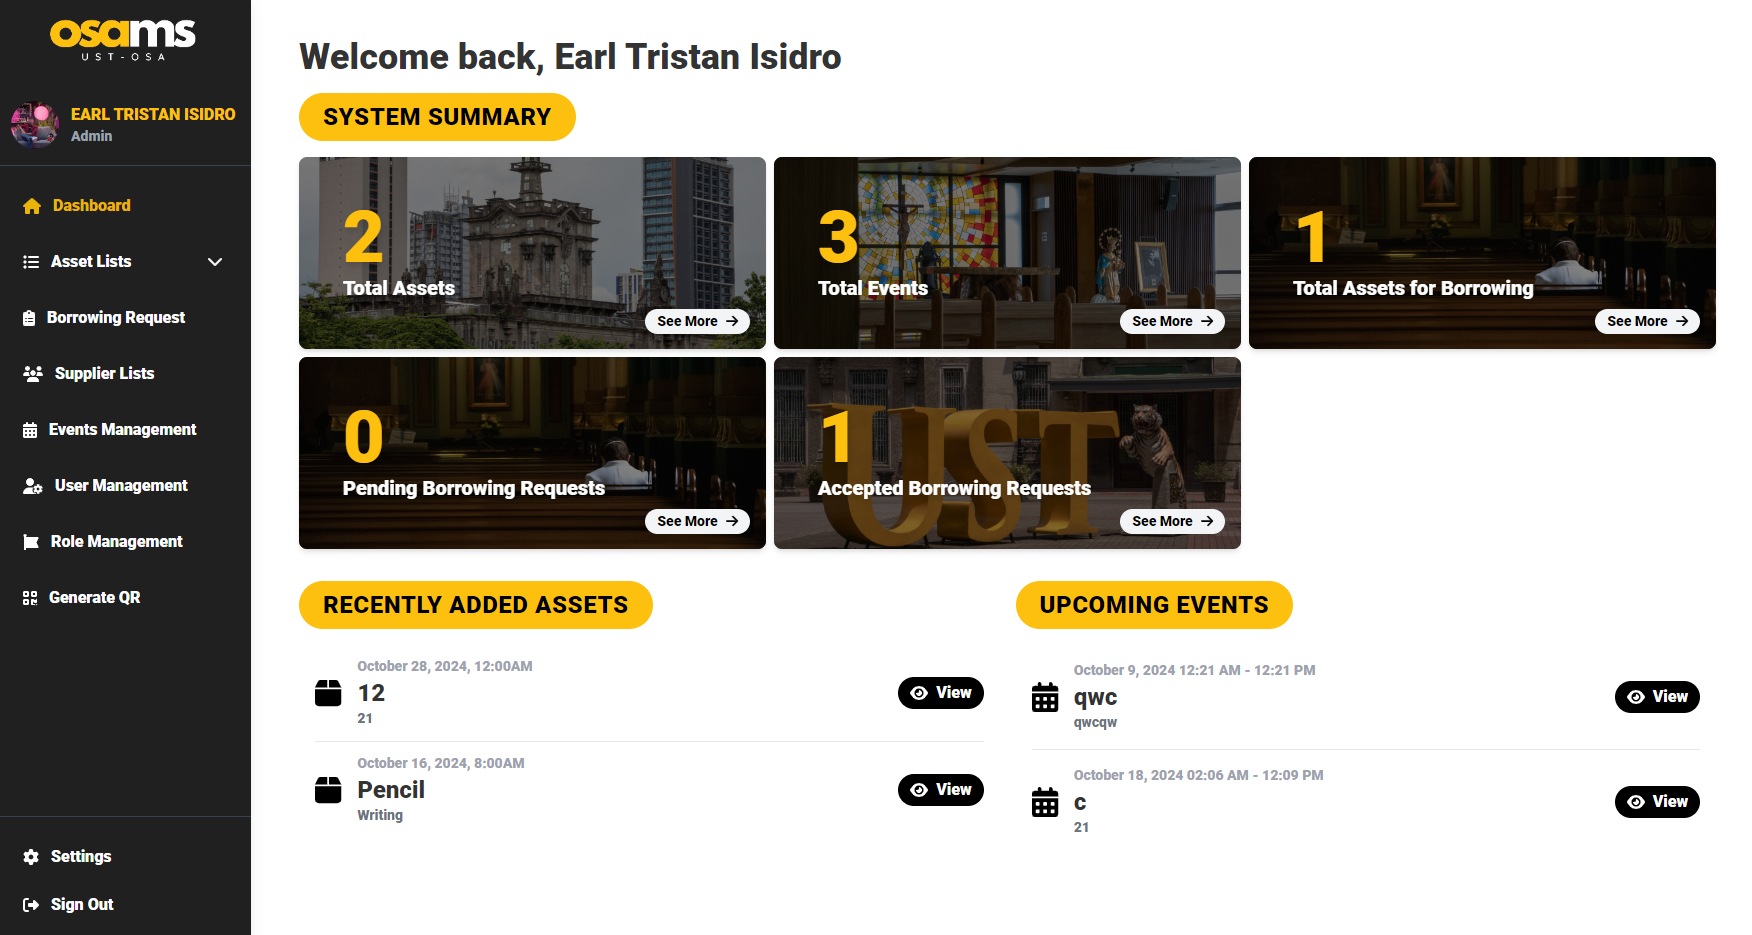 osams
UST-OSA
EARL TRISTAN ISIDRO
Admin
Dashboard
Asset Lists
Borrowing Request
Supplier Lists
Events Management
User Management
Role Management
Generate QR
Settings
Sign Out
Welcome back, Earl Tristan Isidro
SYSTEM SUMMARY
2
Total Assets
See More
3
Total Events
See More
1
Total Assets for Borrowing
See More
0
Pending Borrowing Requests
See More
UST
1
Accepted Borrowing Requests
See More
RECENTLY ADDED ASSETS
October 28, 2024, 12:00AM
12
21
View
October 16, 2024, 8:00AM
Pencil
Writing
View
UPCOMING EVENTS
October 9, 2024 12:21 AM - 12:21 PM
qwc
qwcqw
View
October 18, 2024 02:06 AM - 12:09 PM
c
21
View